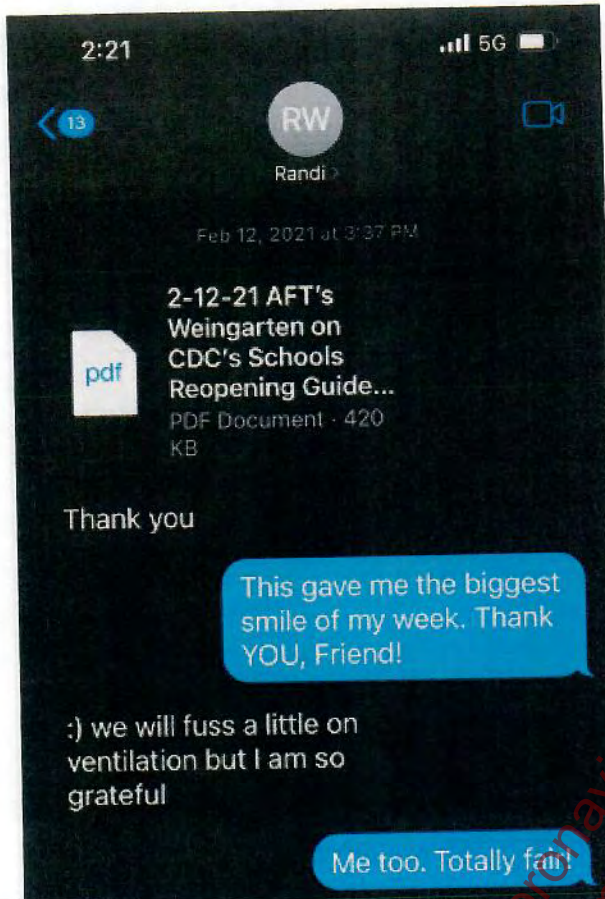 2:21
5G
13
RW
Randi
Feb 12, 2021 at 3:37 PM
2-12-21 AFT's
Weingarten on
CDC's Schools
Reopening Guide...
pdf
PDF Document · 420
KB
Thank you
This gave me the biggest
smile of my week. Thank
YOU, Friend!
:) we will fuss a little on
ventilation but I am so
grateful
Me too. Totally fair!